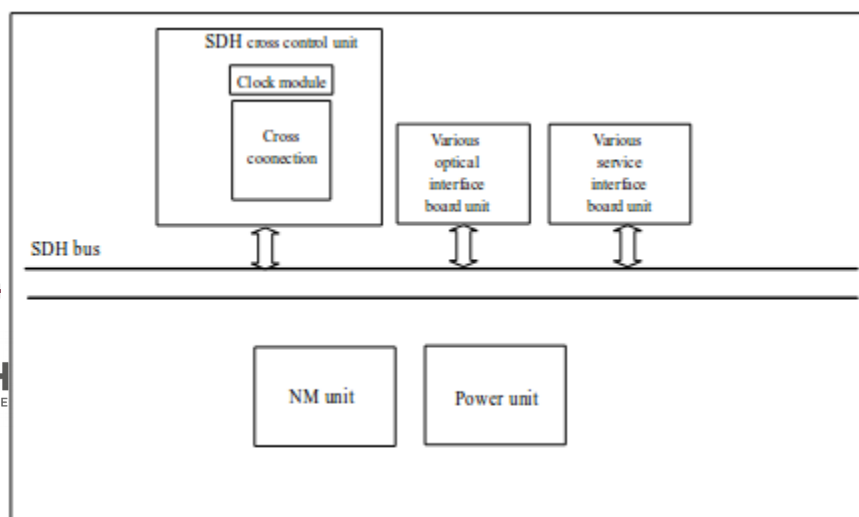 SDH cross control unit
Clock module
Cross
coonection
Various
optical
interface
board unit
Various
service
interface
board unit
SDH bus
NM unit
Power unit
H
E